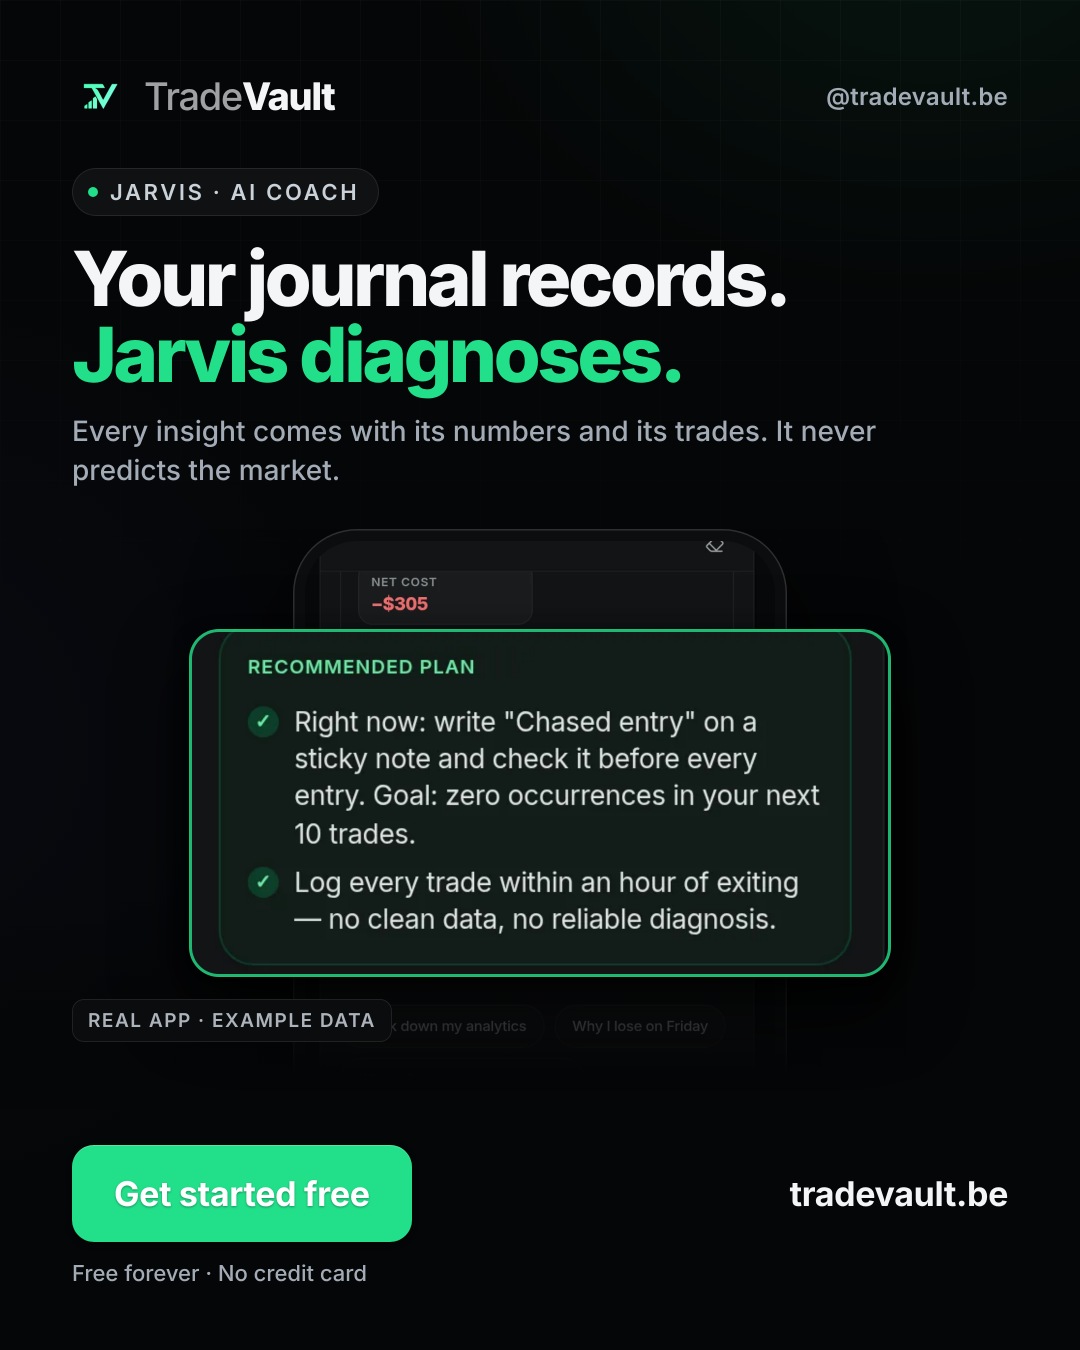 TradeVault
@tradevault.be
JARVIS · AI COACH
Your journal records.
Jarvis diagnoses.
Every insight comes with its numbers and its trades. It never
predicts the market.
NET COST
–$305
RECOMMENDED PLAN
Right now: write "Chased entry" on a
sticky note and check it before every
entry. Goal: zero occurrences in your next
10 trades.
Log every trade within an hour of exiting
— no clean data, no reliable diagnosis.
REAL APP · EXAMPLE DATA
down my analytics
Why I lose on Friday
Get started free
tradevault.be
Free forever · No credit card